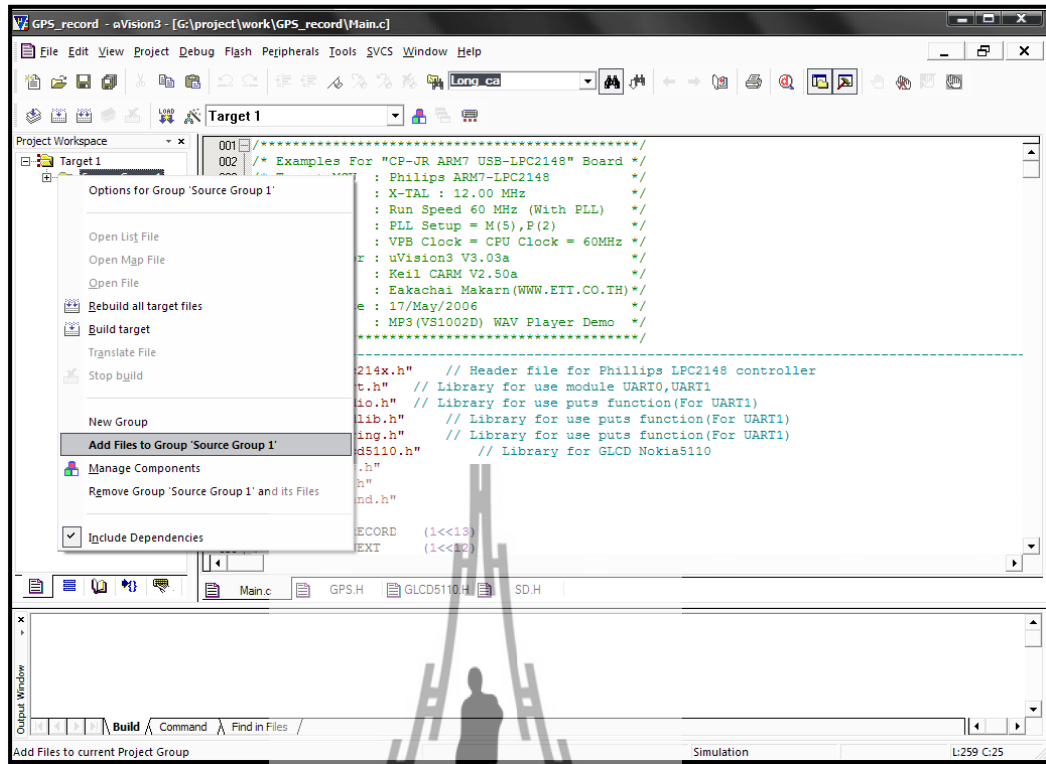 GPS_record - µVision3 - [G:\project\work\GPS_record\Main.c]
File Edit View Project Debug Flash Peripherals Tools SVCS Window Help
Long_ca
LOAD
Target 1
Project Workspace
Target 1
001 /************************************************/
002 /* Examples For "CP-JR ARM7 USB-LPC2148" Board */
: Philips ARM7-LPC2148 */
: X-TAL : 12.00 MHz */
: Run Speed 60 MHz (With PLL) */
: PLL Setup = M(5),P(2) */
: VPB Clock = CPU Clock = 60MHz */
r : uVision3 V3.03a */
: Keil CARM V2.50a */
: Eakachai Makarn(WWW.ETT.CO.TH)*/
e : 17/May/2006 */
: MP3(VS1002D) WAV Player Demo */
***********************************/
214x.h" // Header file for Phillips LPC2148 controller
t.h" // Library for use module UART0,UART1
io.h" // Library for use puts function(For UART1)
lib.h" // Library for use puts function(For UART1)
ing.h" // Library for use puts function(For UART1)
d5110.h" // Library for GLCD Nokia5110
.h"
h"
nd.h"
ECORD (1<<13)
EXT (1<<12)
Options for Group 'Source Group 1'
Open List File
Open Map File
Open File
Rebuild all target files
Build target
Translate File
Stop build
New Group
Add Files to Group 'Source Group 1'
Manage Components
Remove Group 'Source Group 1' and its Files
Include Dependencies
Main.c GPS.H GLCD5110.H SD.H
Output Window
Build Command Find in Files
Add Files to current Project Group Simulation L:259 C:25